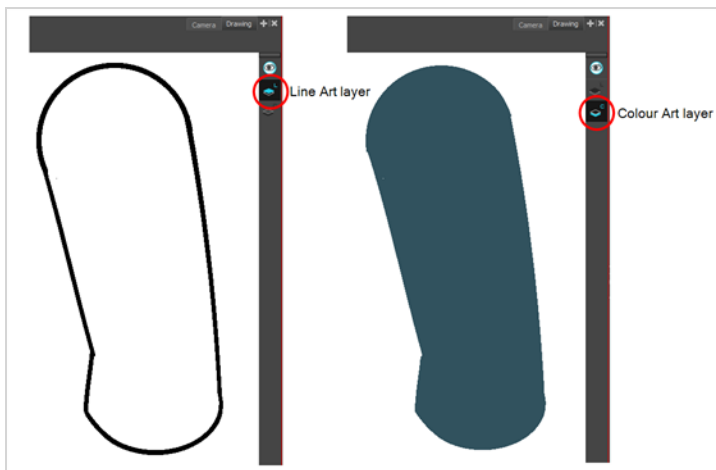 Camera Drawing
Camera Drawing
L
Line Art layer
C
Colour Art layer